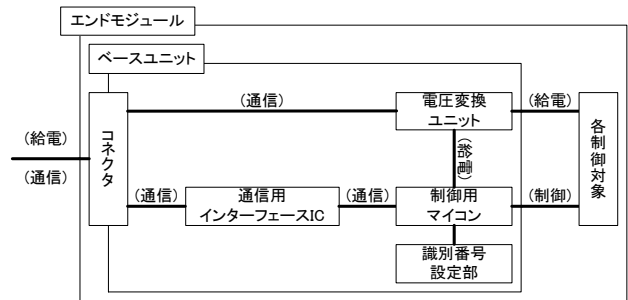 エンドモジュール
ベースユニット
(通信)
電圧変換
ユニット
(給電)
(給電)
(通信)
コネクタ
各制御対象
(給電)
(通信)
通信用
インターフェースIC
(通信)
制御用
マイコン
(制御)
識別番号
設定部